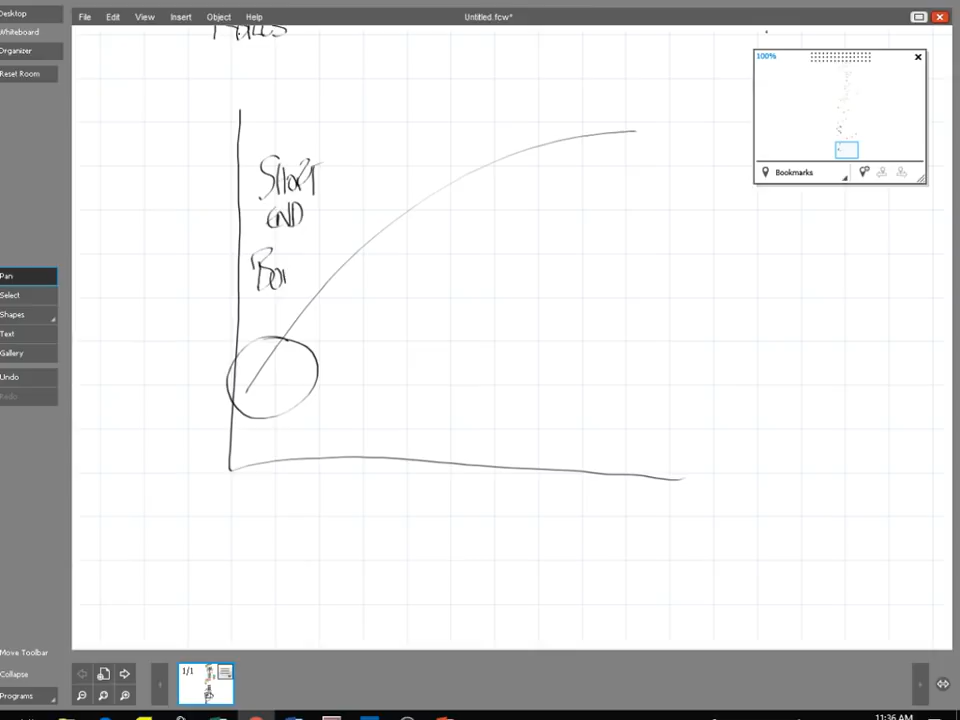 Desktop
Whiteboard
Organizer
Reset Room
File Edit View Insert Object Help
Untitled.fcw*
100%
Bookmarks
SHORT
END
Pan
Select
Shapes
Text
Gallery
Undo
Redo
Move Toolbar
Collapse
Programs
1/1
11:36 AM